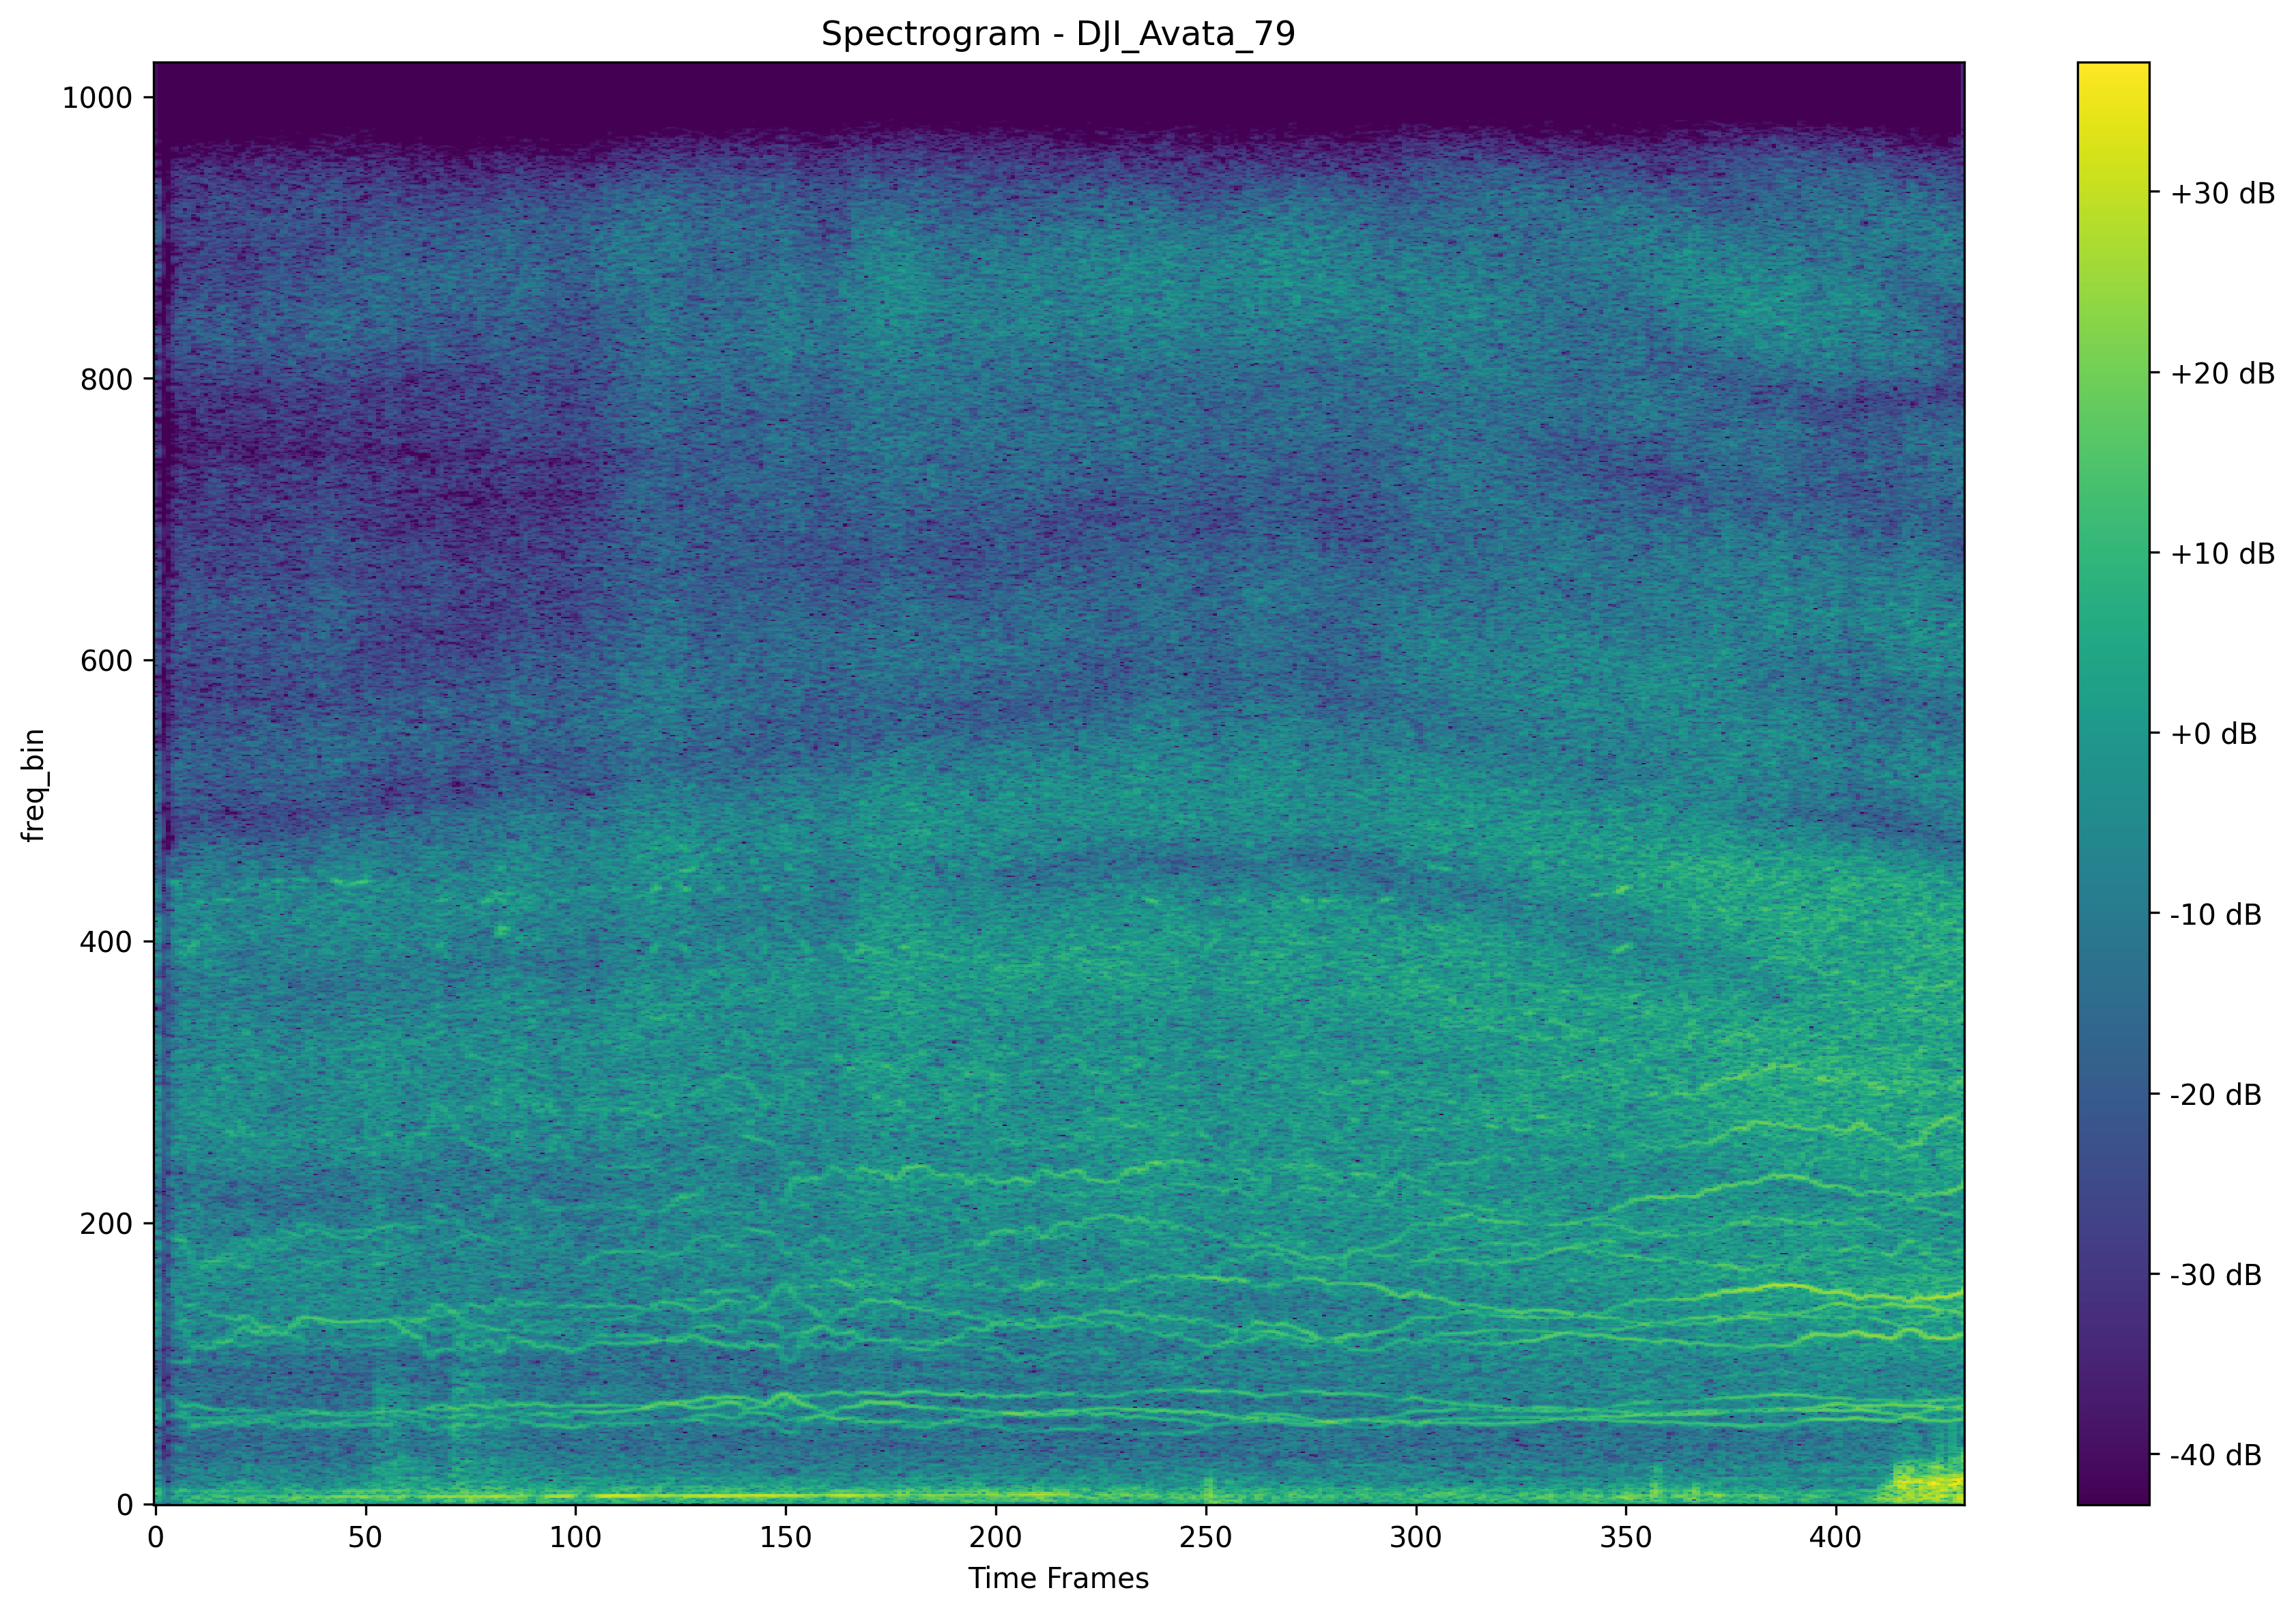 Spectrogram - DJI_Avata_79
1000
800
600
400
200
0
freq_bin
0 50 100 150 200 250 300 350 400
Time Frames
+30 dB
+20 dB
+10 dB
+0 dB
-10 dB
-20 dB
-30 dB
-40 dB